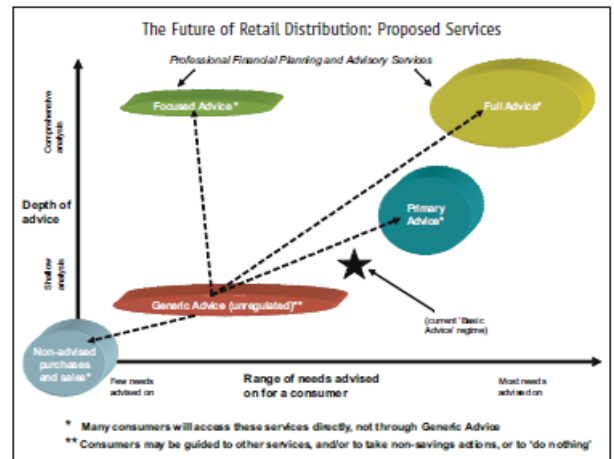 The Future of Retail Distribution: Proposed Services
Professional Financial Planning and Advisory Services
Focused Advice*
Full Advice*
Comprehensive
analysis
Depth of
advice
Primary
Advice*
Shallow
analysis
Generic Advice (unregulated)**
(current 'Basic
Advice' regime)
Non-advised
purchases
and sales*
Few needs
advised on
Range of needs advised
on for a consumer
Most needs
advised on
* Many consumers will access these services directly, not through Generic Advice
** Consumers may be guided to other services, and/or to take non-savings actions, or to 'do nothing'